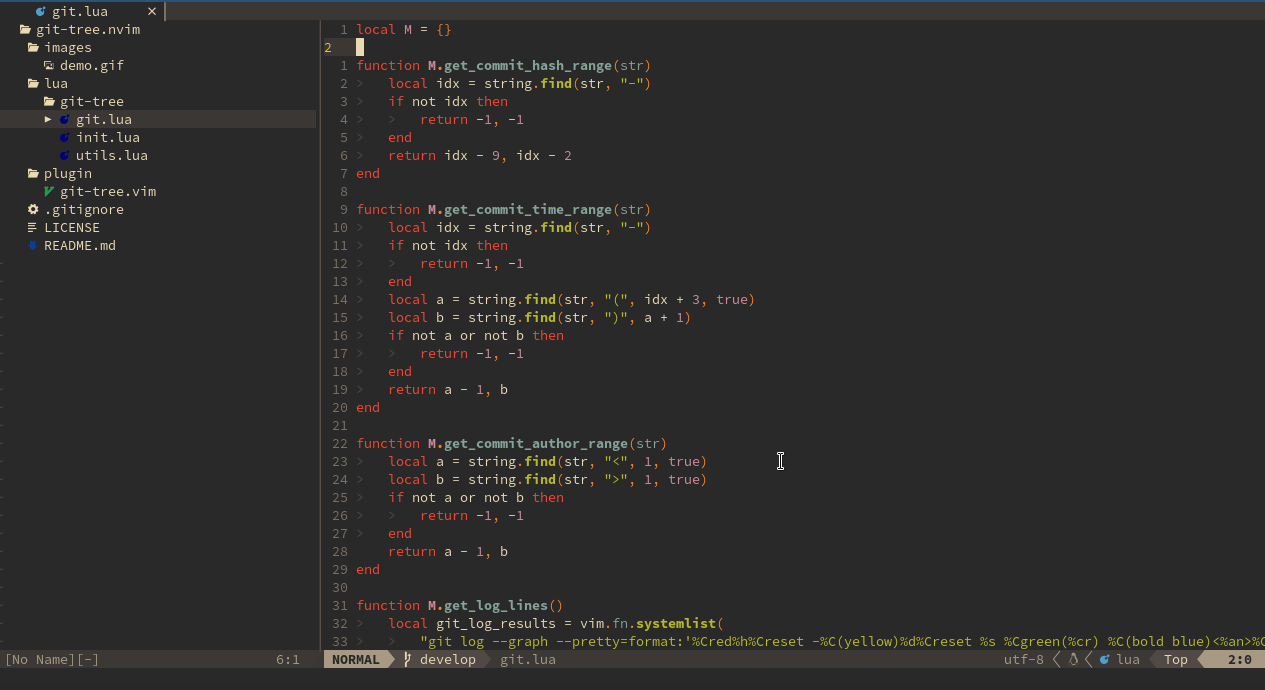 git.lua ✕
git-tree.nvim
images
demo.gif
lua
git-tree
git.lua
init.lua
utils.lua
plugin
git-tree.vim
.gitignore
LICENSE
README.md
1 local M = {}
2
1 function M.get_commit_hash_range(str)
2 > local idx = string.find(str, "-")
3 > if not idx then
4 > > return -1, -1
5 > end
6 > return idx - 9, idx - 2
7 end
8
9 function M.get_commit_time_range(str)
10 > local idx = string.find(str, "-")
11 > if not idx then
12 > > return -1, -1
13 > end
14 > local a = string.find(str, "(", idx + 3, true)
15 > local b = string.find(str, ")", a + 1)
16 > if not a or not b then
17 > > return -1, -1
18 > end
19 > return a - 1, b
20 end
21
22 function M.get_commit_author_range(str)
23 > local a = string.find(str, "<", 1, true)
24 > local b = string.find(str, ">", 1, true)
25 > if not a or not b then
26 > > return -1, -1
27 > end
28 return a - 1, b
29 end
30
31 function M.get_log_lines()
32 > local git_log_results = vim.fn.systemlist(
33 > > "git log --graph --pretty=format:'%Cred%h%Creset -%C(yellow)%d%Creset %s %Cgreen(%cr) %C(bold blue)<%an>%C
[No Name][-] 6:1 NORMAL develop git.lua utf-8 lua Top 2:0